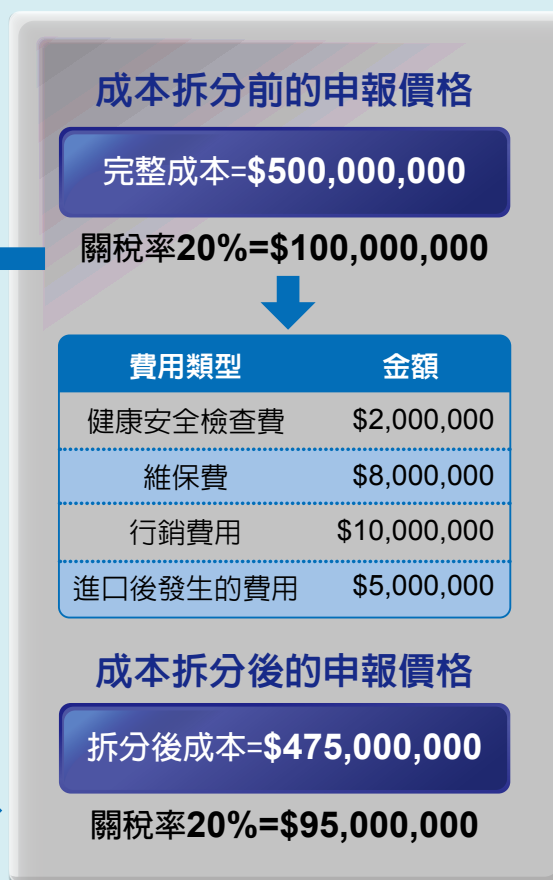 成本拆分前的申報價格
完整成本=$500,000,000
關稅率20%=$100,000,000
費用類型 金額
健康安全檢查費 $2,000,000
維保費 $8,000,000
行銷費用 $10,000,000
進口後發生的費用 $5,000,000
成本拆分後的申報價格
拆分後成本=$475,000,000
關稅率20%=$95,000,000